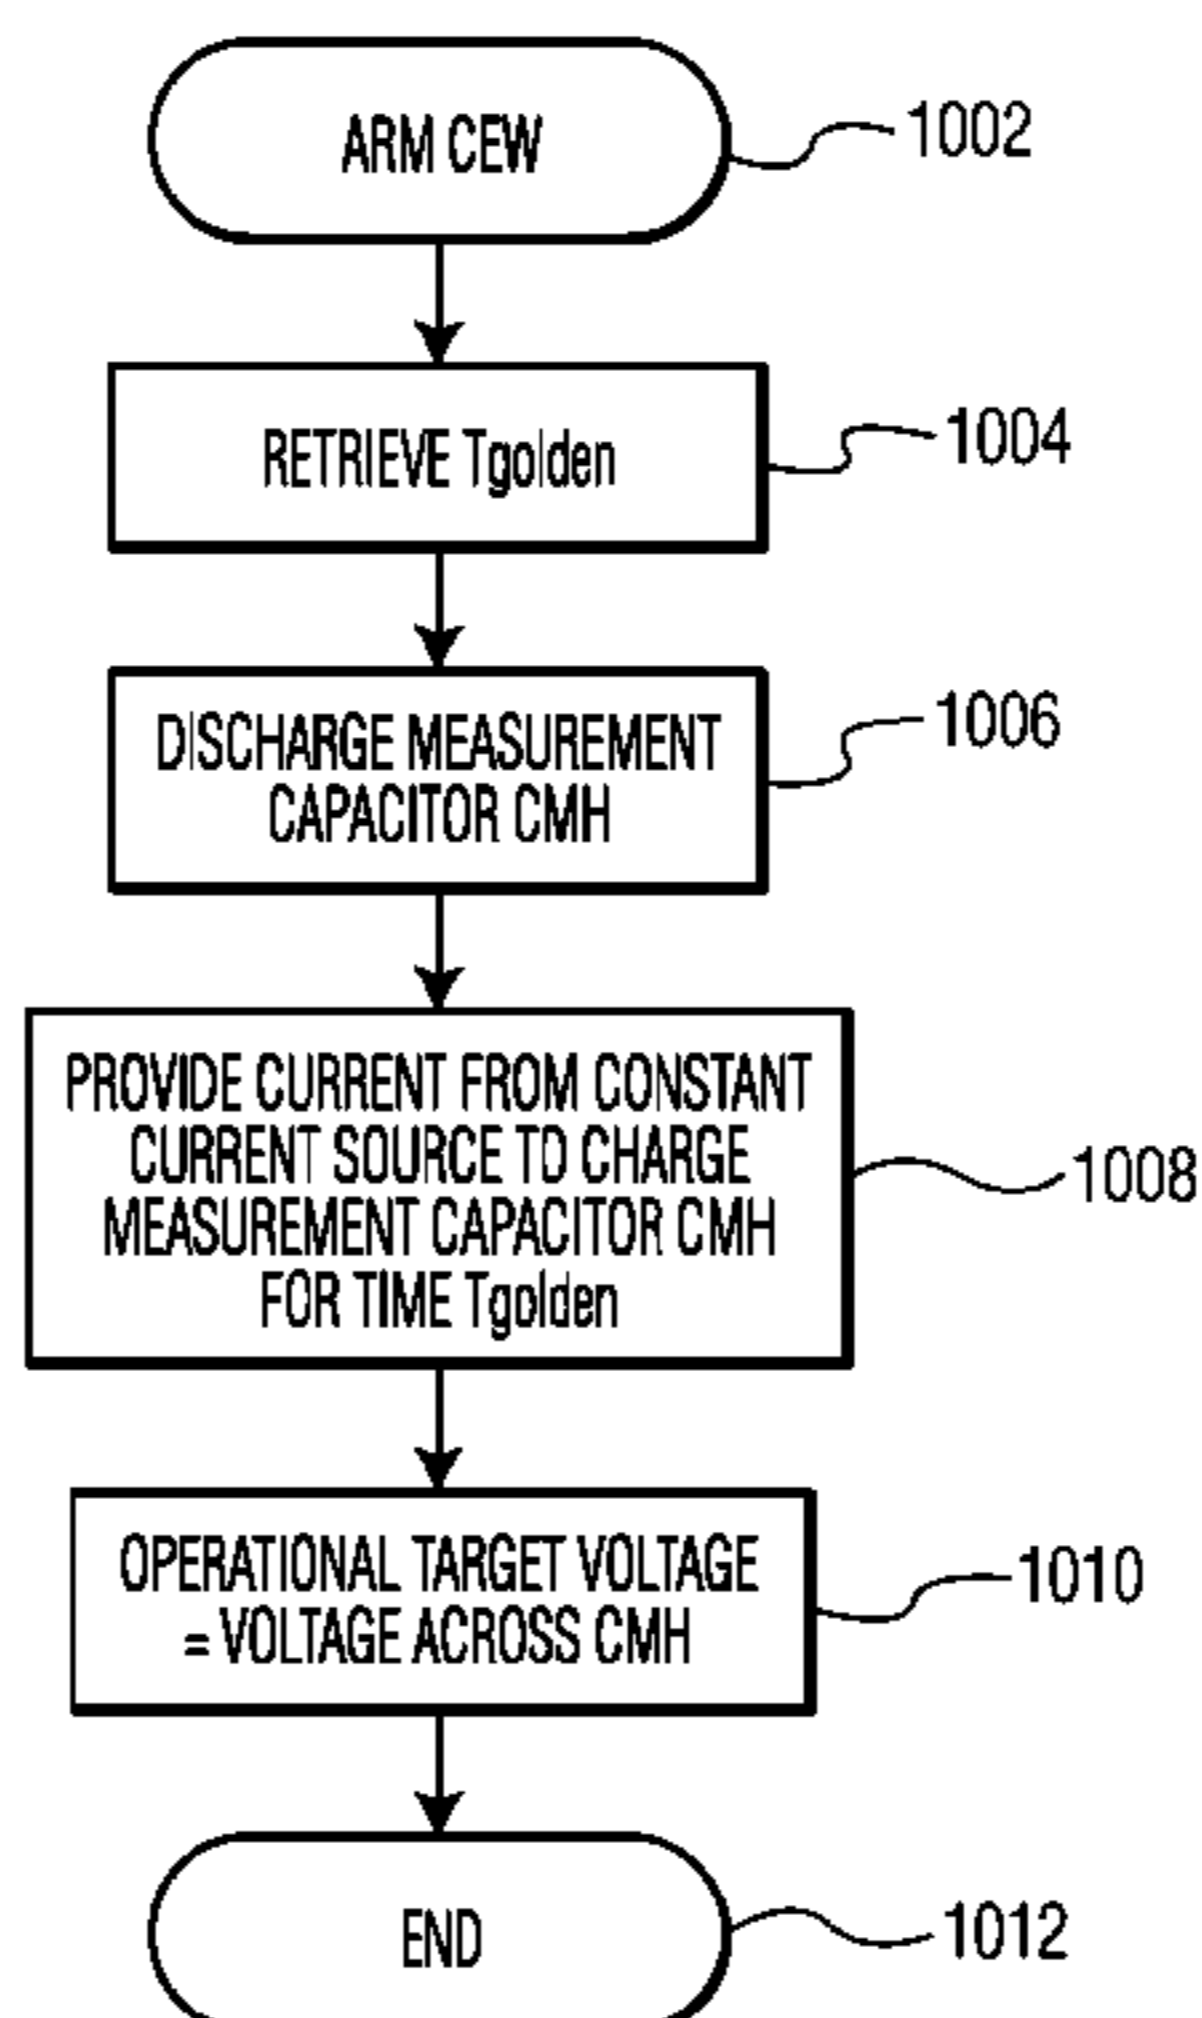 ARM CEW
1002
RETRIEVE Tgolden
1004
DISCHARGE MEASUREMENT
CAPACITOR CMH
1006
PROVIDE CURRENT FROM CONSTANT
CURRENT SOURCE TO CHARGE
MEASUREMENT CAPACITOR CMH
FOR TIME Tgolden
1008
OPERATIONAL TARGET VOLTAGE
= VOLTAGE ACROSS CMH
1010
END
1012